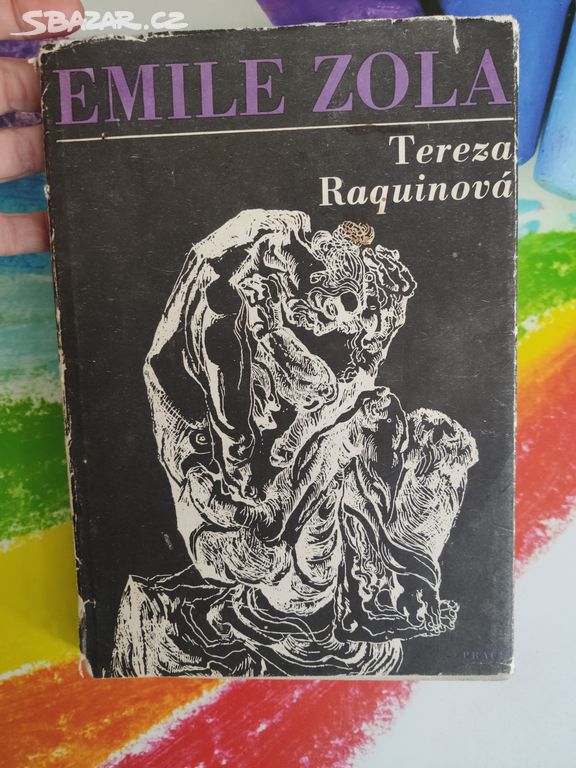 SBAZAR.CZ
EMILE ZOLA
Tereza
Raquinová
PRÁCE